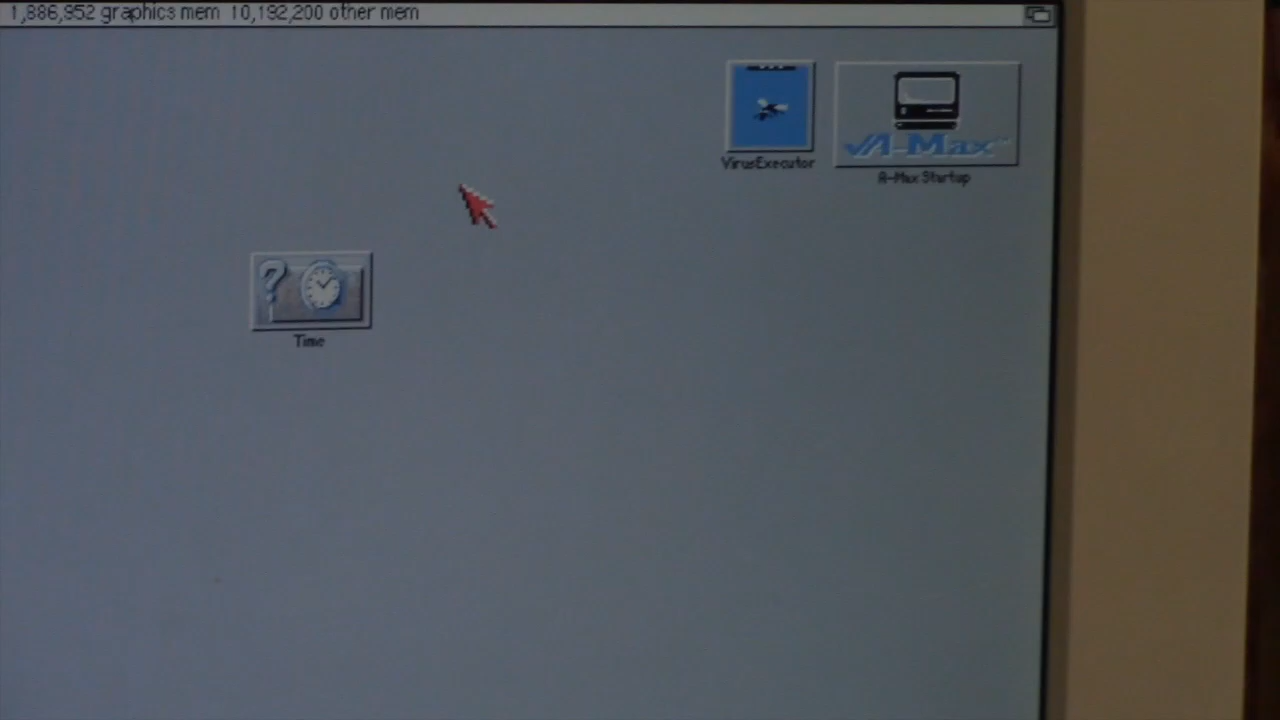 1,886,952 graphics mem 10,192,200 other mem
A-Max
VirusExecutor
A-Max Startup
?
Time